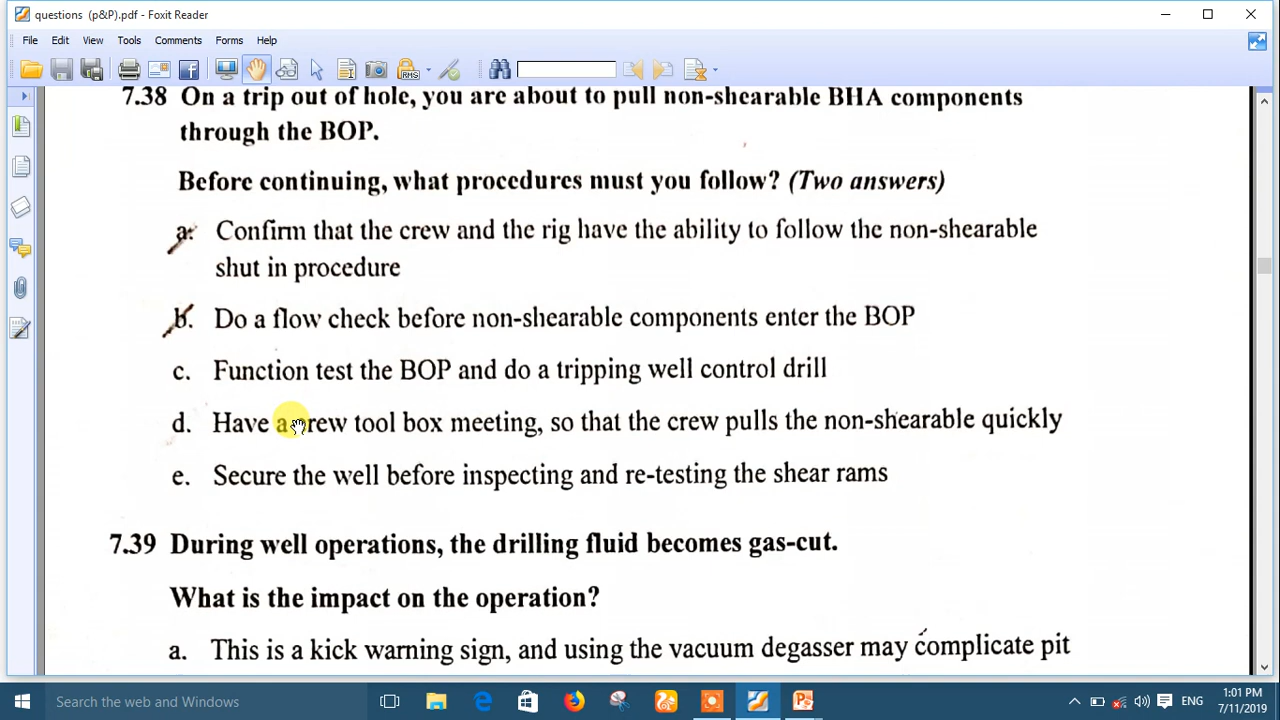 questions (p&P).pdf - Foxit Reader
File Edit View Tools Comments Forms Help
7.38 On a trip out of hole, you are about to pull non-shearable BHA components
through the BOP.
Before continuing, what procedures must you follow? (Two answers)
a. Confirm that the crew and the rig have the ability to follow the non-shearable
shut in procedure
b. Do a flow check before non-shearable components enter the BOP
c. Function test the BOP and do a tripping well control drill
d. Have a crew tool box meeting, so that the crew pulls the non-shearable quickly
e. Secure the well before inspecting and re-testing the shear rams
7.39 During well operations, the drilling fluid becomes gas-cut.
What is the impact on the operation?
a. This is a kick warning sign, and using the vacuum degasser may complicate pit
Search the web and Windows
ENG
1:01 PM
7/11/2019